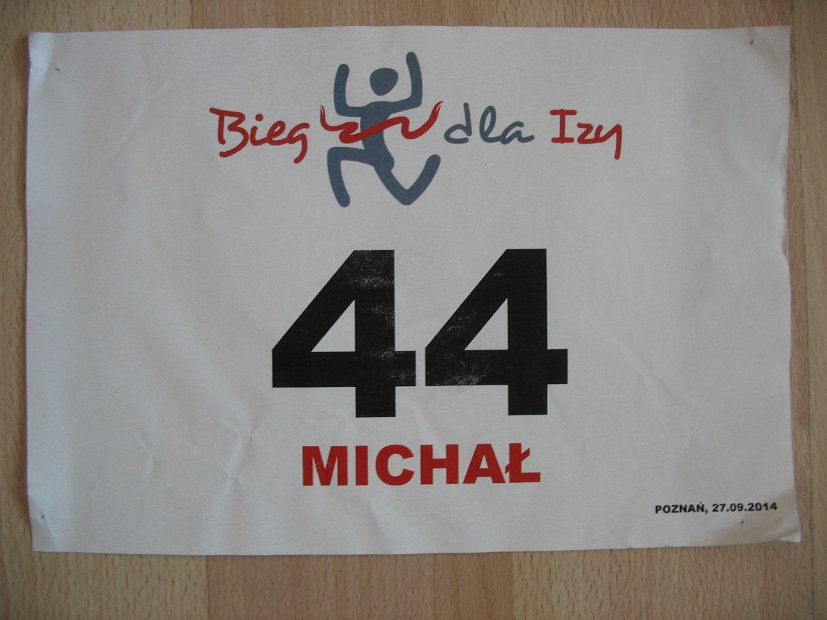 Bieg dla Izy
44
MICHAŁ
POZNAŃ, 27.09.2014